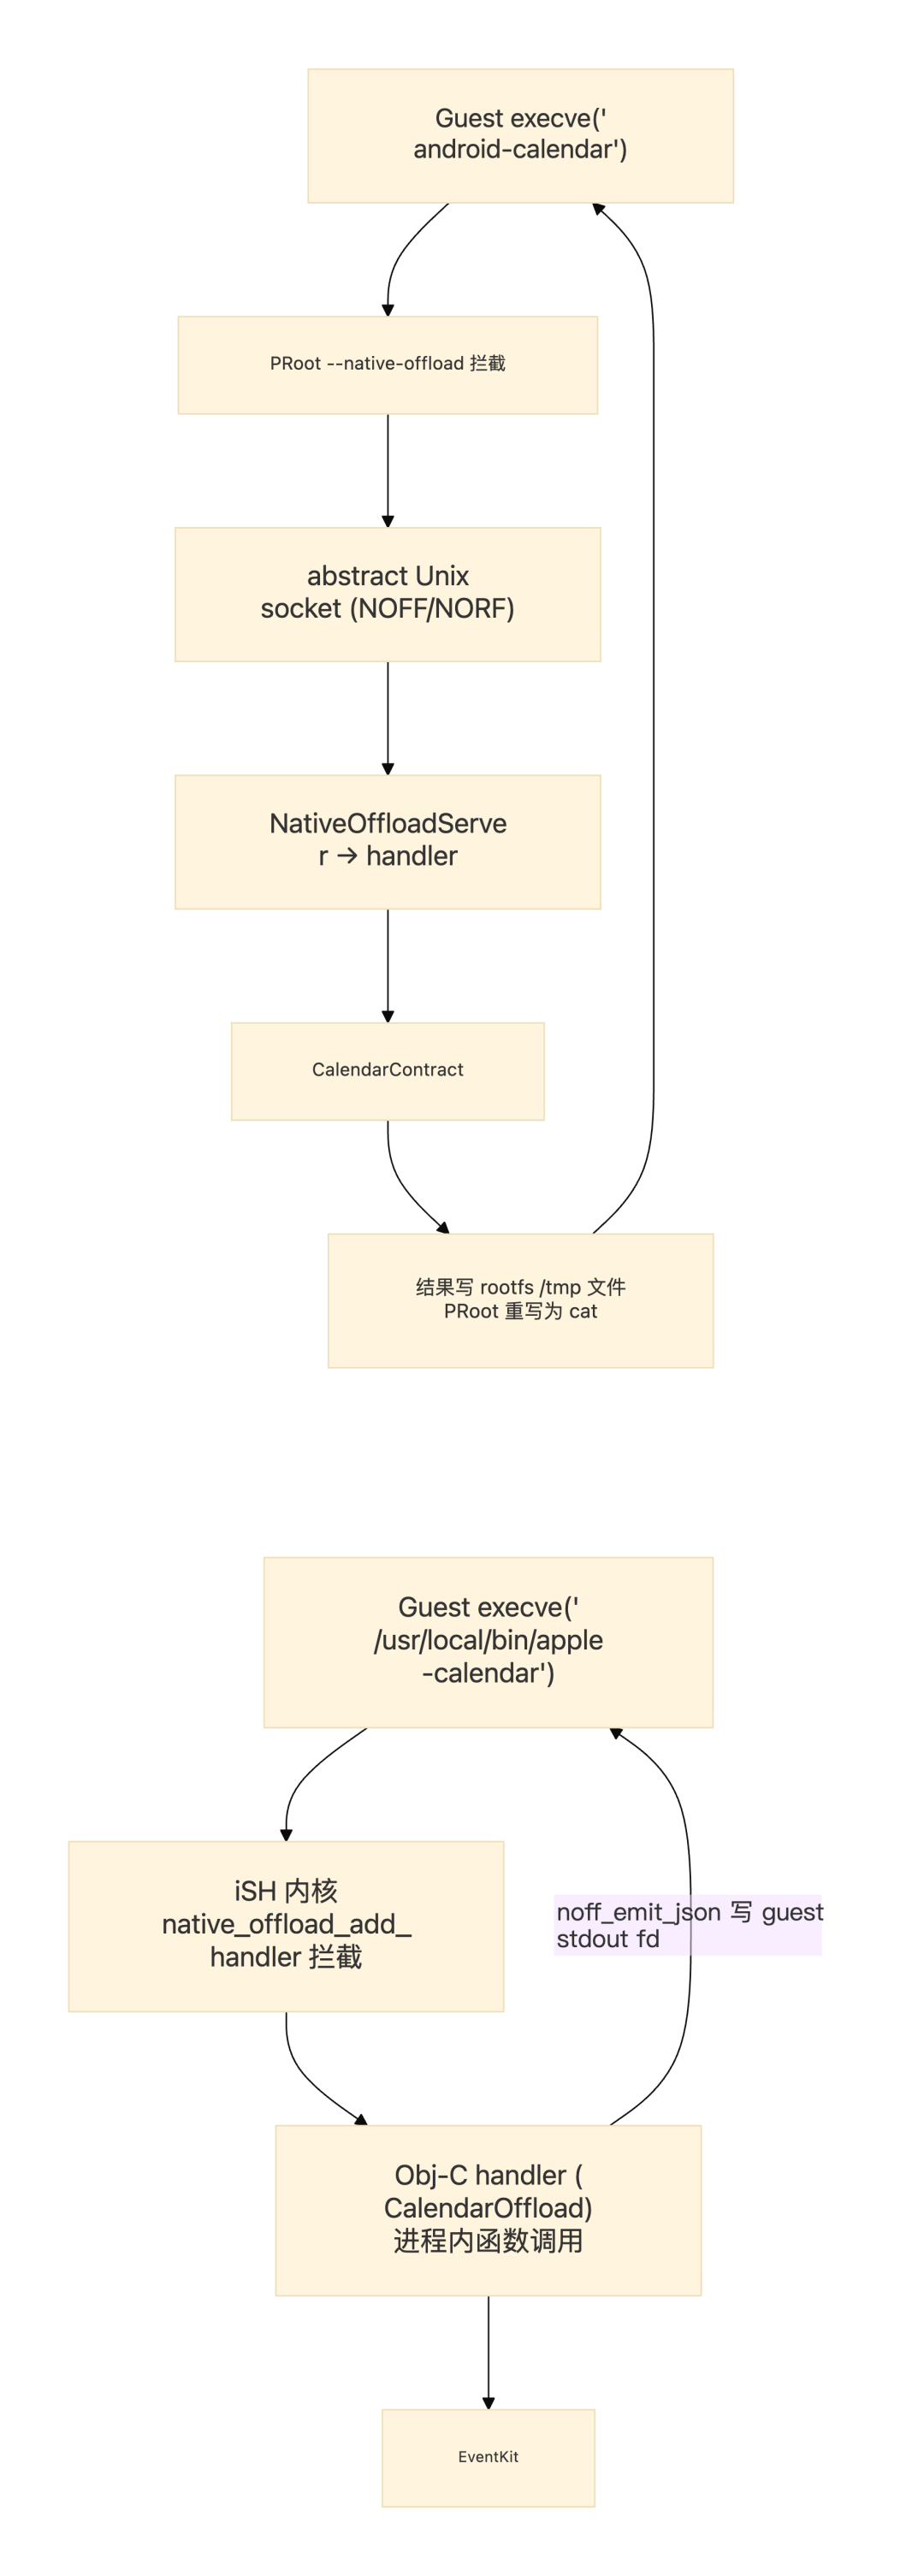 Guest execve('
android-calendar')
PRoot --native-offload 拦截
abstract Unix
socket (NOFF/NORF)
NativeOffloadServe
r → handler
CalendarContract
结果写 rootfs /tmp 文件
PRoot 重写为 cat
Guest execve('
/usr/local/bin/apple
-calendar')
iSH 内核
native_offload_add_
handler 拦截
noff_emit_json 写 guest
stdout fd
Obj-C handler (
CalendarOffload)
进程内函数调用
EventKit